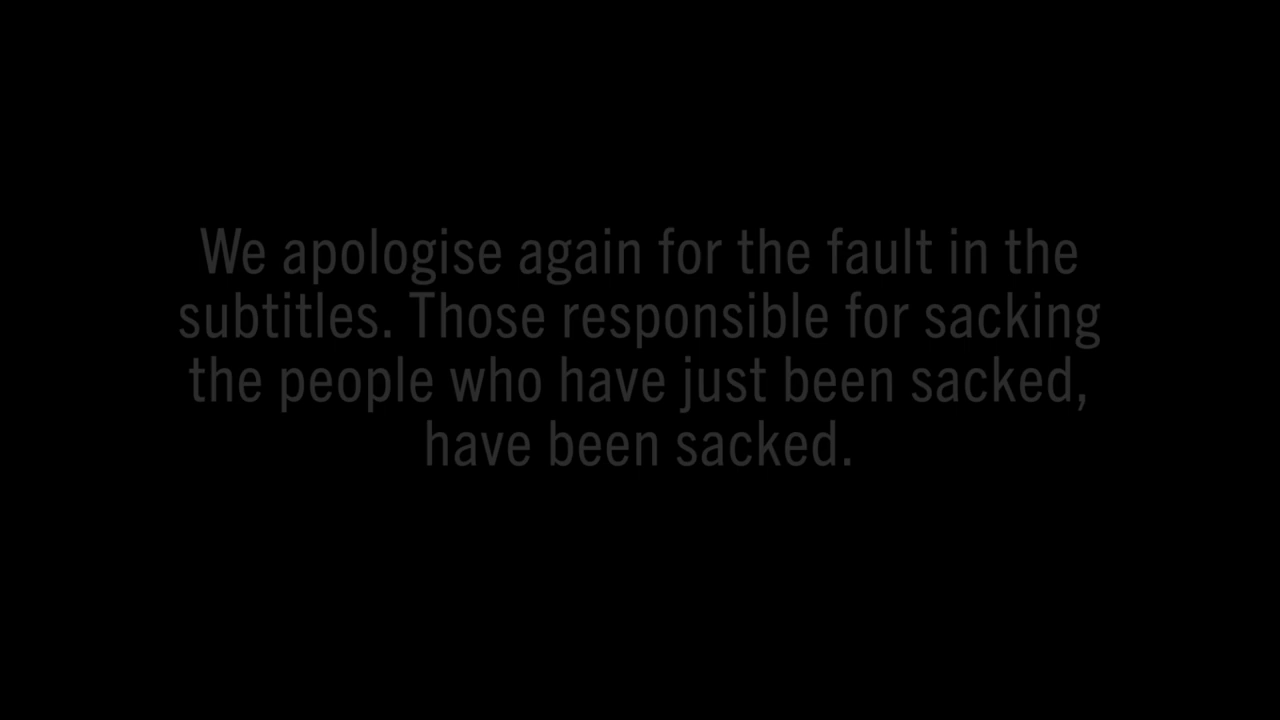 We apologise again for the fault in the
subtitles. Those responsible for sacking
the people who have just been sacked,
have been sacked.